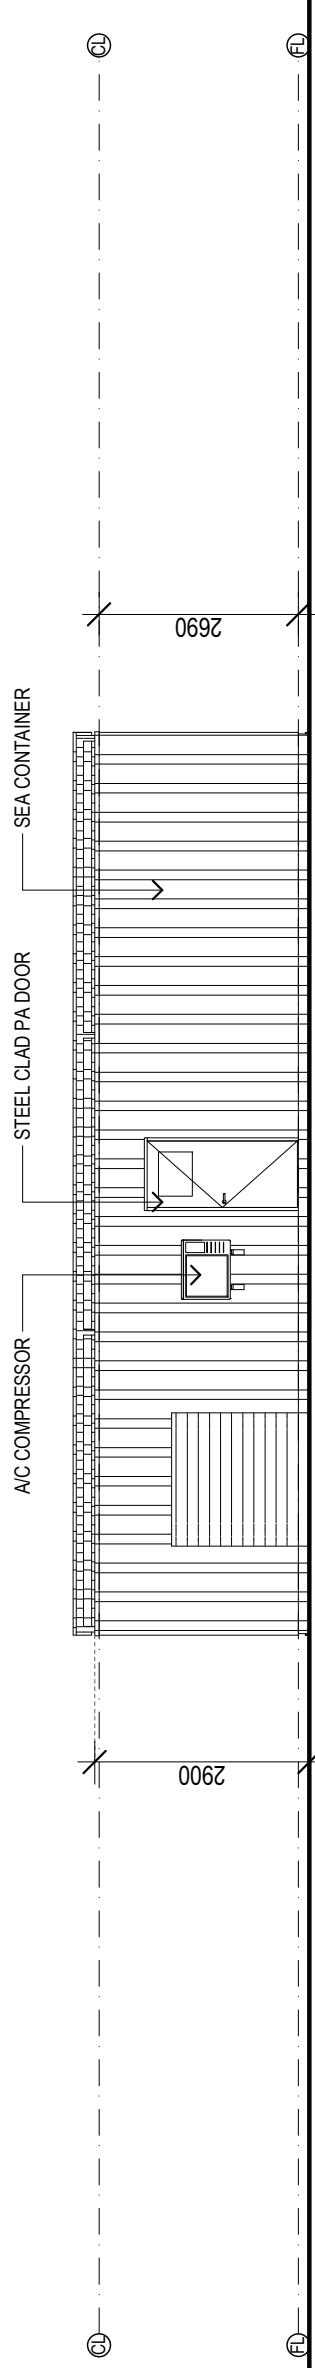 CL
FL
2690
SEA CONTAINER
STEEL CLAD PA DOOR
A/C COMPRESSOR
2900
CL
FL